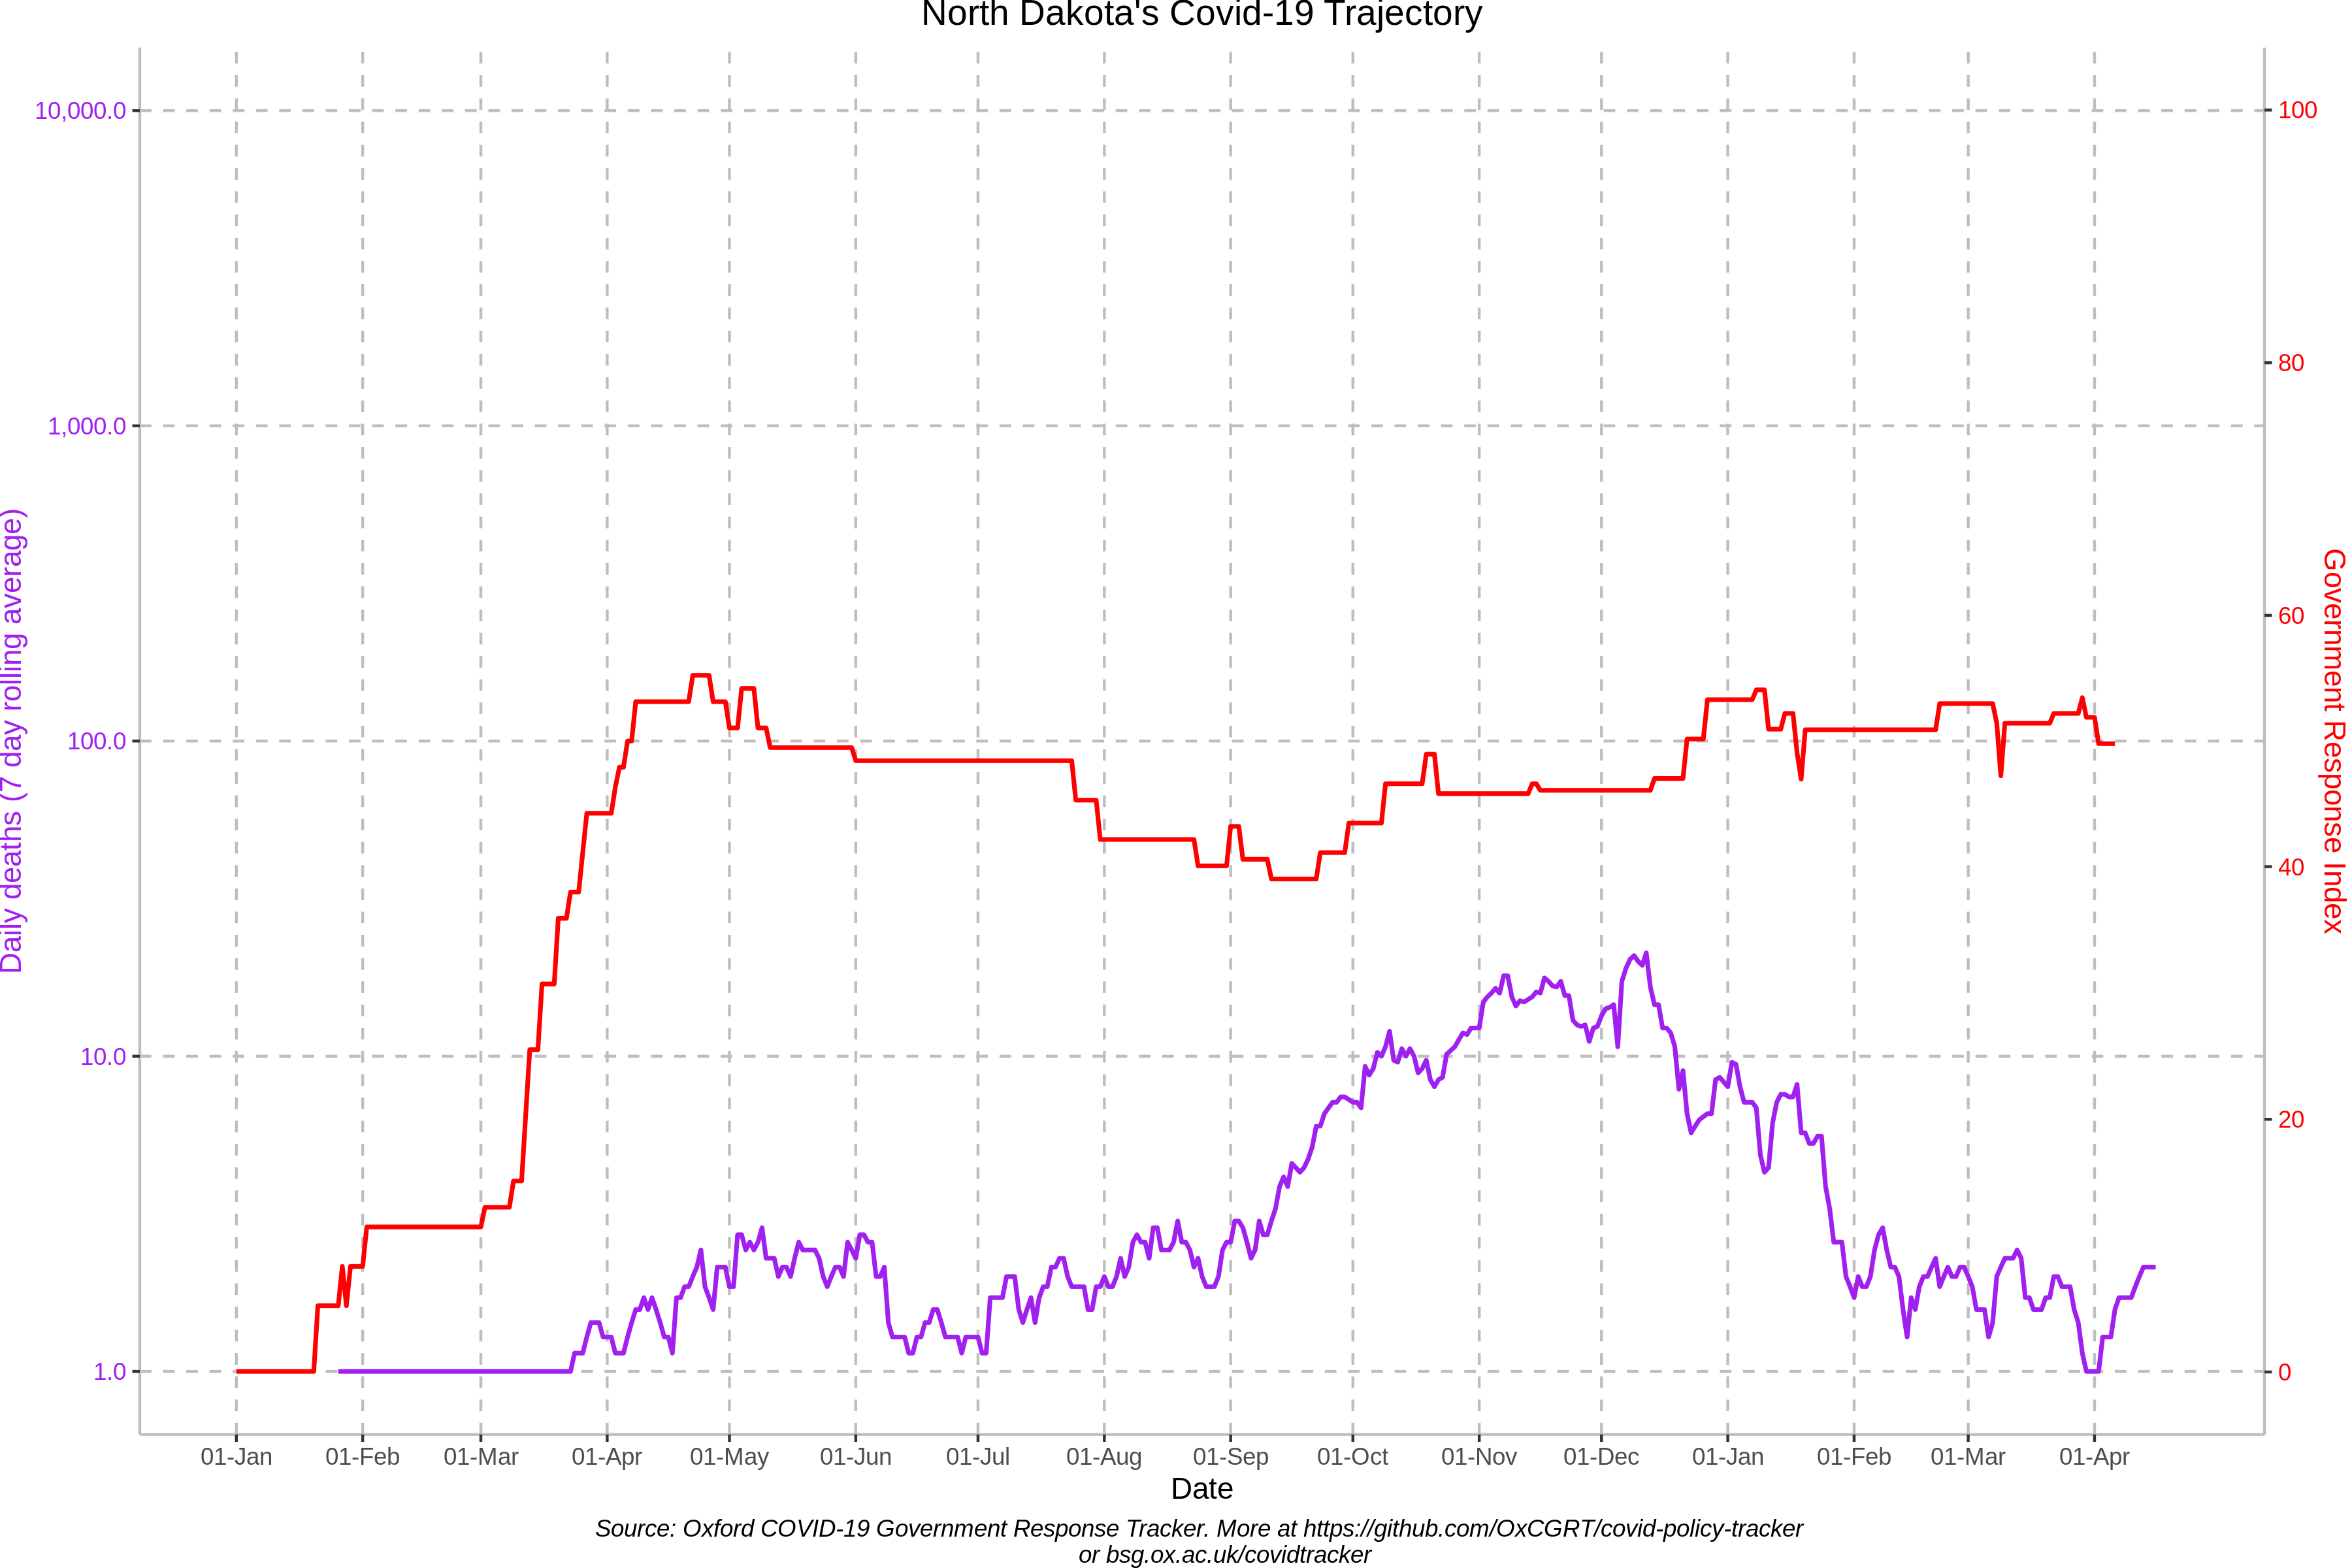 North Dakota's Covid-19 Trajectory
10,000.0
1,000.0
100.0
10.0
1.0
Daily deaths (7 day rolling average)
100
80
60
40
20
0
Government Response Index
01-Jan 01-Feb 01-Mar 01-Apr 01-May 01-Jun 01-Jul 01-Aug 01-Sep 01-Oct 01-Nov 01-Dec 01-Jan 01-Feb 01-Mar 01-Apr
Date
Source: Oxford COVID-19 Government Response Tracker. More at https://github.com/OxCGRT/covid-policy-tracker
or bsg.ox.ac.uk/covidtracker